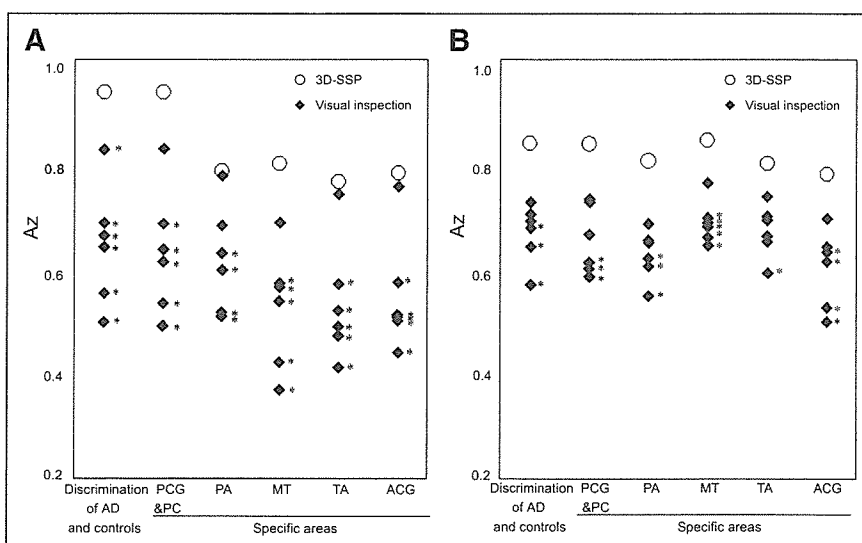 A
1.0
0.8
0.6
0.4
0.2
Az
3D-SSP
Visual inspection
* * * * * *
* * * * *
* * * *
* * * * *
* * * * *
* * * * *
Discrimination of AD and controls
PCG &PC
PA
MT
TA
ACG
Specific areas
B
1.0
0.8
0.6
0.4
0.2
Az
3D-SSP
Visual inspection
* * *
* * *
* * *
* * * * *
*
* * * *
Discrimination of AD and controls
PCG &PC
PA
MT
TA
ACG
Specific areas